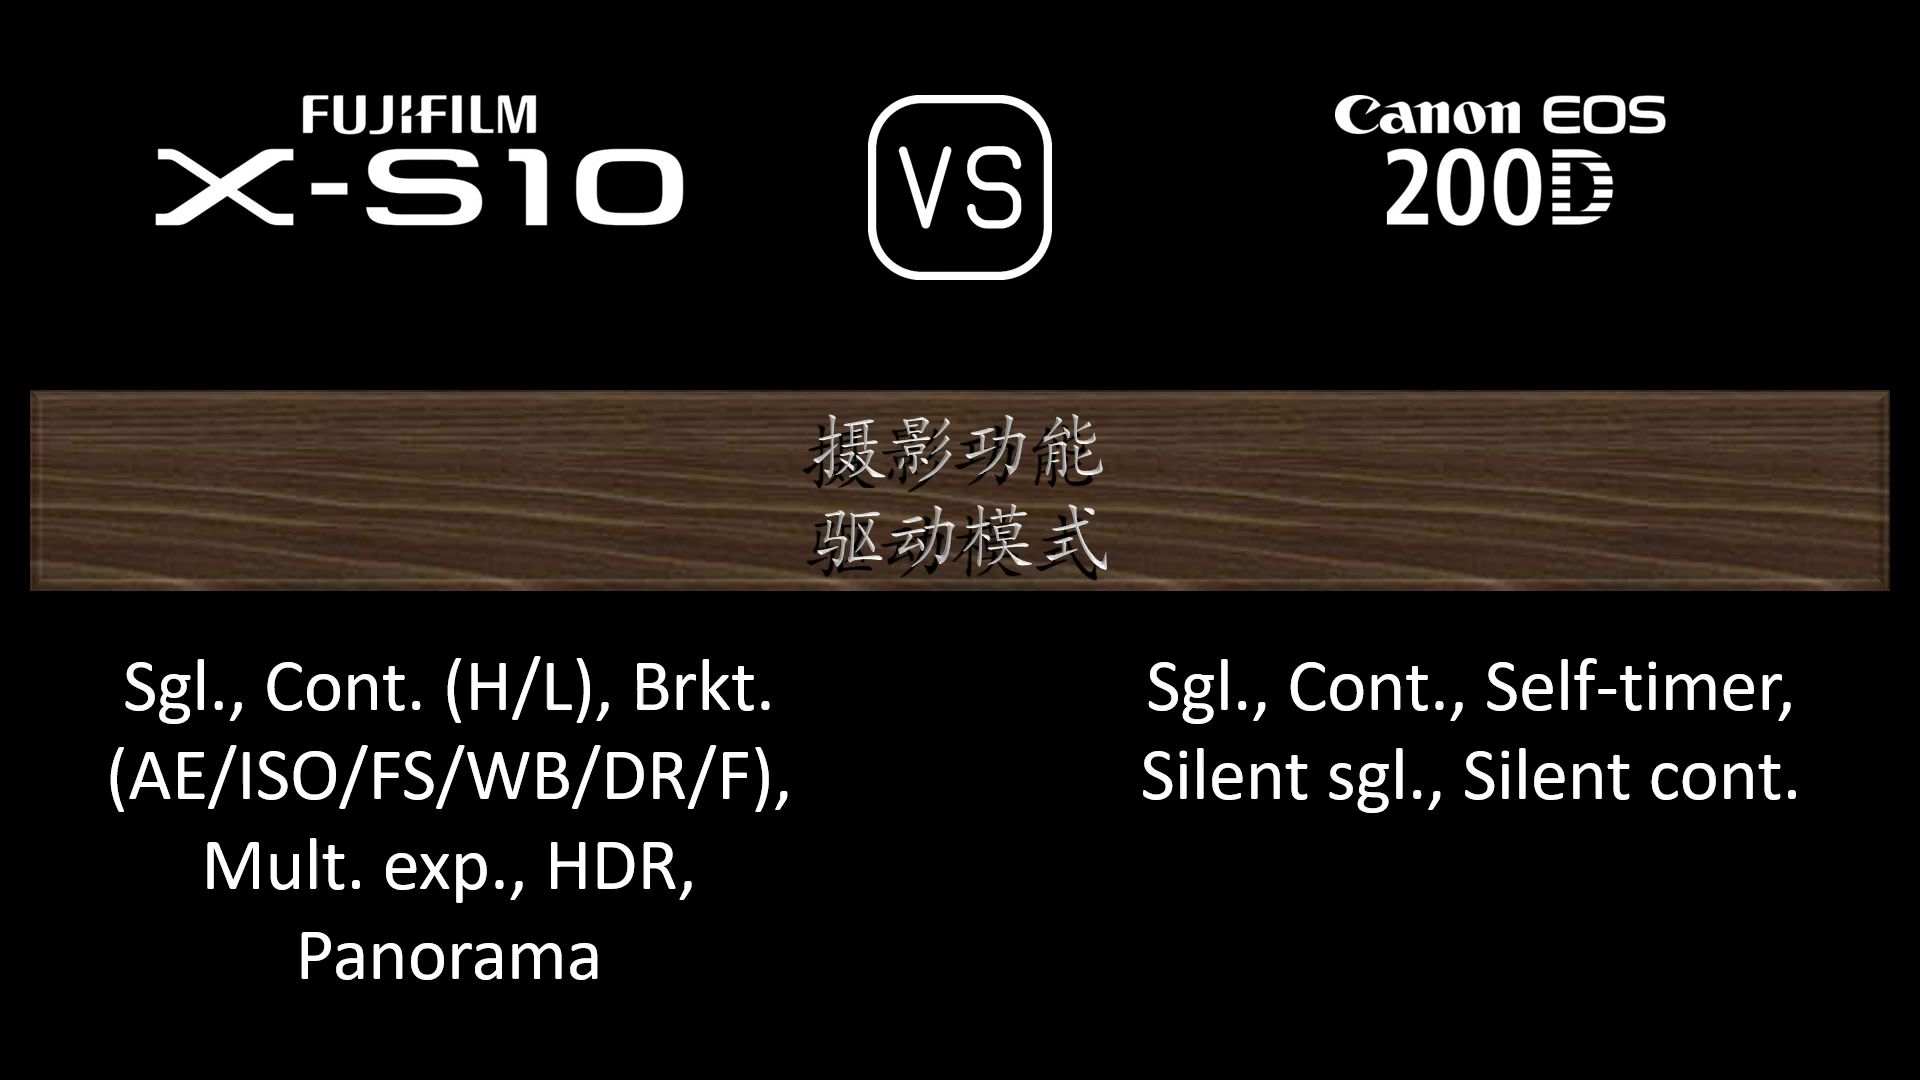 FUJIFILM
X-S10
VS
Canon EOS
200D
摄影功能
驱动模式
Sgl., Cont. (H/L), Brkt.
(AE/ISO/FS/WB/DR/F),
Mult. exp., HDR,
Panorama
Sgl., Cont., Self-timer,
Silent sgl., Silent cont.